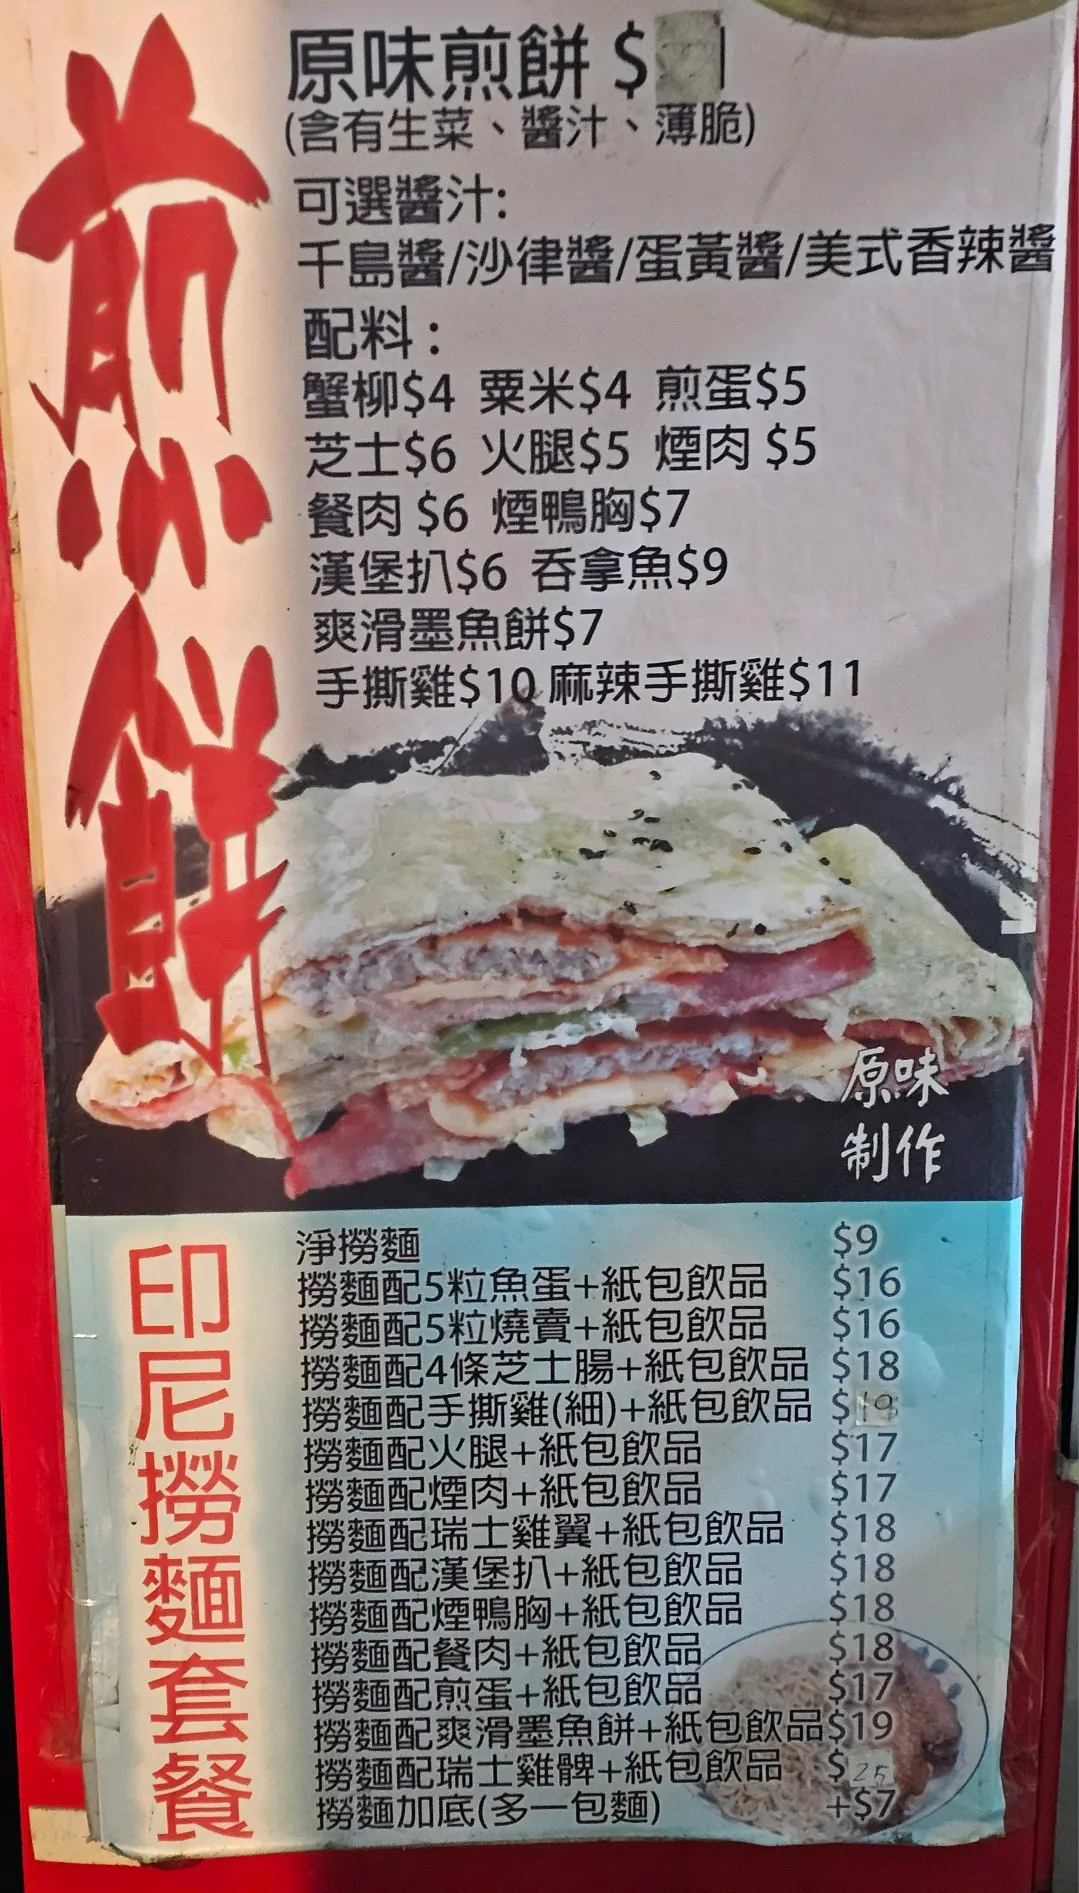 煎餅
原味煎餅 $
(含有生菜、醬汁、薄脆)
可選醬汁:
千島醬/沙律醬/蛋黃醬/美式香辣醬
配料:
蟹柳$4 粟米$4 煎蛋$5
芝士$6 火腿$5 煙肉 $5
餐肉 $6 煙鴨胸$7
漢堡扒$6 吞拿魚$9
爽滑墨魚餅$7
手撕雞$10 麻辣手撕雞$11
原味
制作
印尼撈麵套餐
淨撈麵 $9
撈麵配5粒魚蛋+紙包飲品 $16
撈麵配5粒燒賣+紙包飲品 $16
撈麵配4條芝士腸+紙包飲品 $18
撈麵配手撕雞(細)+紙包飲品 $19
撈麵配火腿+紙包飲品 $17
撈麵配煙肉+紙包飲品 $17
撈麵配瑞士雞翼+紙包飲品 $18
撈麵配漢堡扒+紙包飲品 $18
撈麵配煙鴨胸+紙包飲品 $18
撈麵配餐肉+紙包飲品 $18
撈麵配煎蛋+紙包飲品 $17
撈麵配爽滑墨魚餅+紙包飲品$19
撈麵配瑞士雞髀+紙包飲品 $25
撈麵加底(多一包麵) +$7